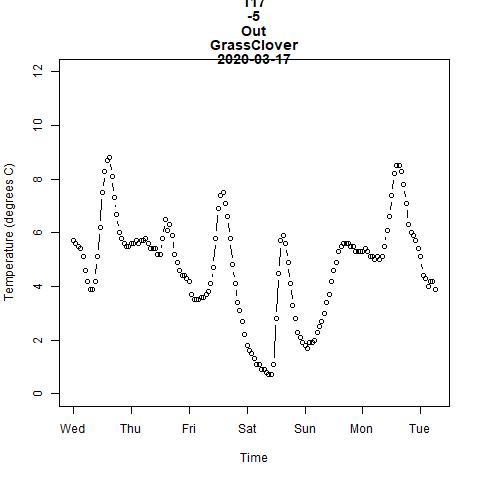 T17
-5
Out
GrassClover
2020-03-17
Temperature (degrees C)
12
10
8
6
4
2
0
Wed Thu Fri Sat Sun Mon Tue
Time